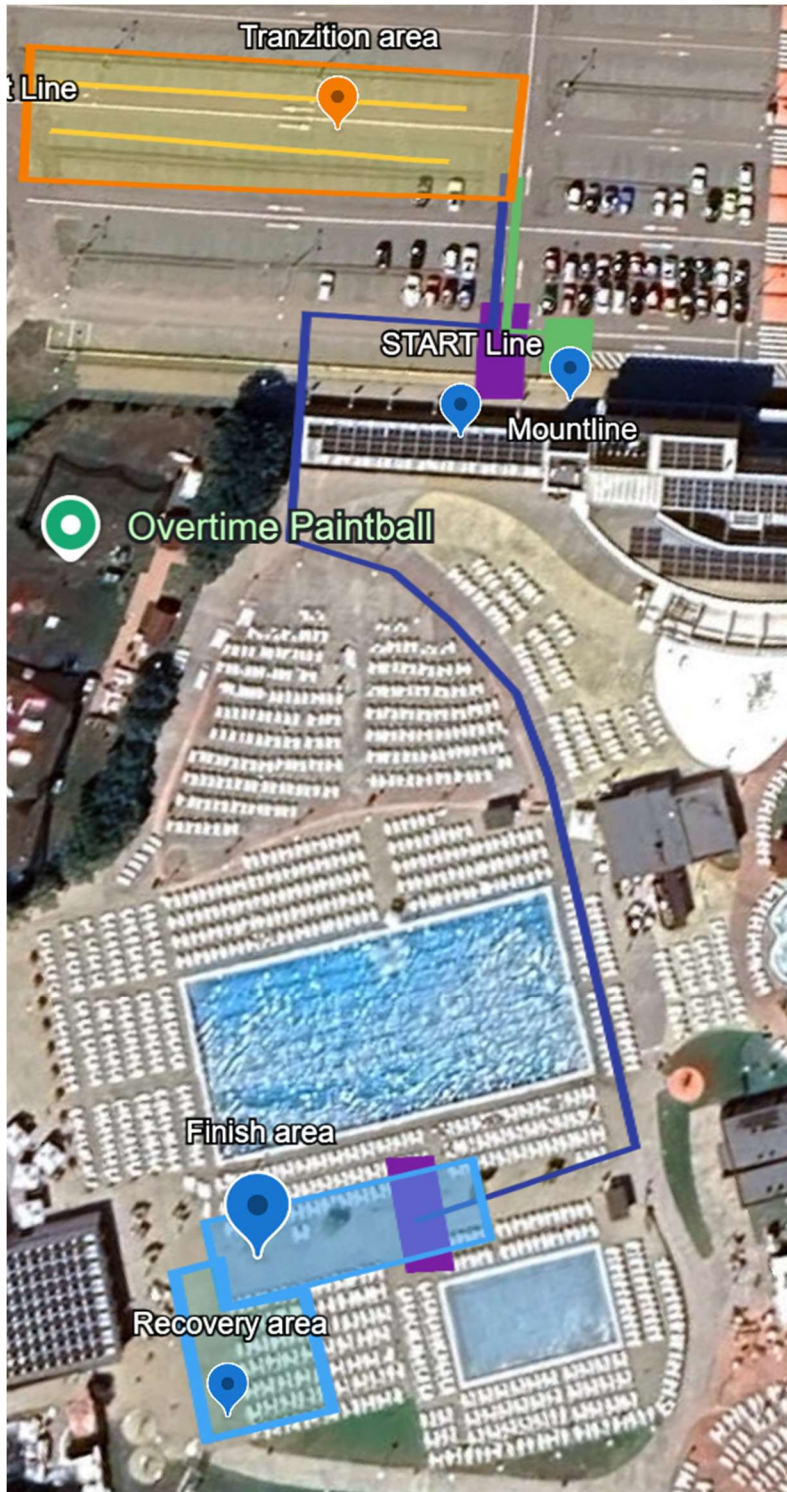 Tranzition area
t Line
START Line
Mountline
Overtime Paintball
Finish area
Recovery area